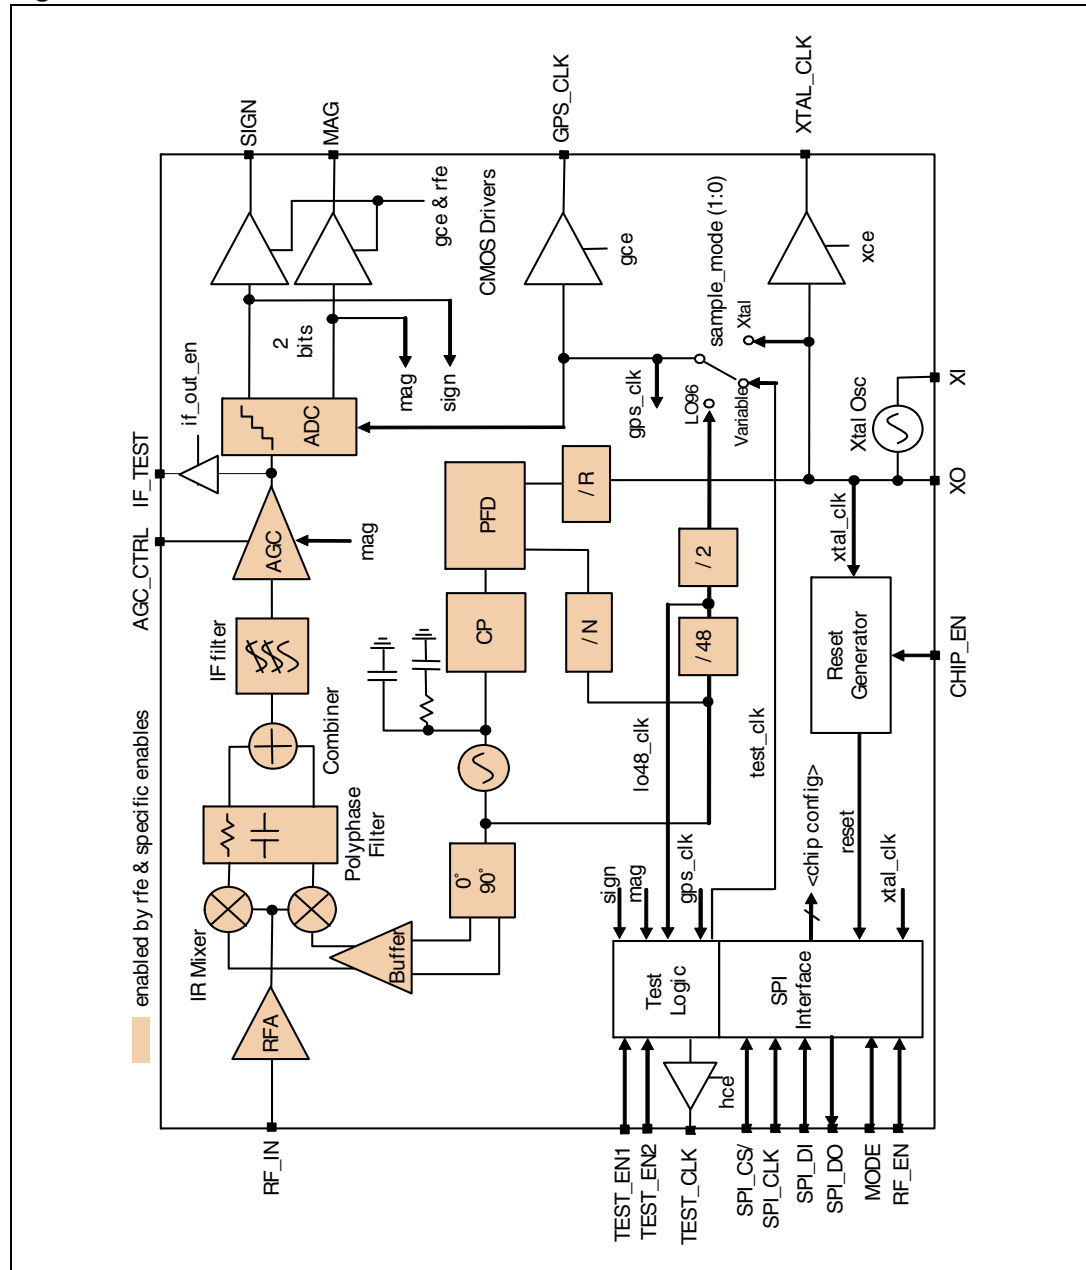 enabled by rfe & specific enables
RF_IN
RFA
IR Mixer
Polyphase
Filter
Combiner
IF filter
AGC_CTRL
AGC
mag
IF_TEST
if_out_en
ADC
2
bits
mag
sign
SIGN
MAG
gce & rfe
CMOS Drivers
Buffer
0°
90°
CP
PFD
/ N
/ R
/ 48
/ 2
lo48_clk
test_clk
gps_clk
LO96
Variable
Xtal
sample_mode (1:0)
gce
GPS_CLK
xce
XTAL_CLK
Xtal Osc
XI
XO
xtal_clk
Reset
Generator
CHIP_EN
reset
<chip config>
xtal_clk
sign
mag
gps_clk
Test
Logic
SPI
Interface
hce
TEST_EN1
TEST_EN2
TEST_CLK
SPI_CS/
SPI_CLK
SPI_DI
SPI_DO
MODE
RF_EN